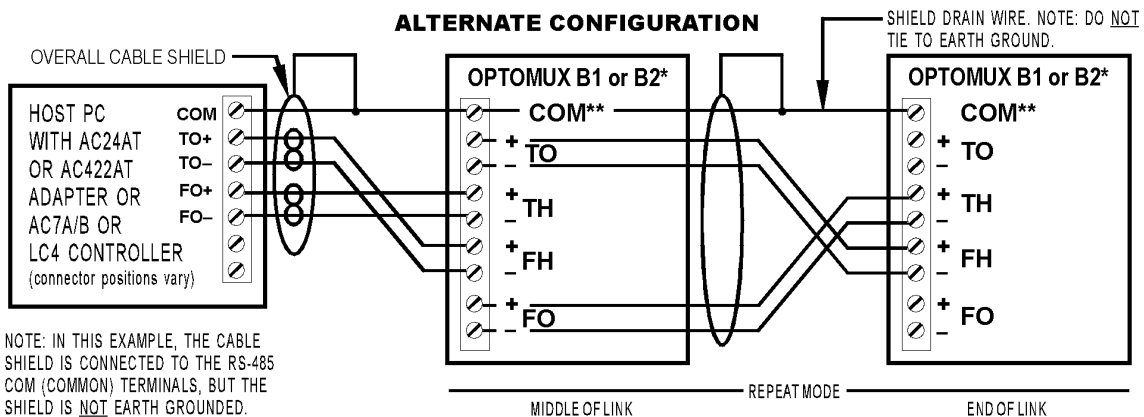 ALTERNATE CONFIGURATION
SHIELD DRAIN WIRE. NOTE: DO NOT
TIE TO EARTH GROUND.
OVERALL CABLE SHIELD
HOST PC
WITH AC24AT
OR AC422AT
ADAPTER OR
AC7A/B OR
LC4 CONTROLLER
(connector positions vary)
COM
TO+
TO–
FO+
FO–
OPTOMUX B1 or B2*
COM**
+
TO
–
+
TH
–
+
FH
–
+
FO
–
OPTOMUX B1 or B2*
COM**
+
TO
–
+
TH
–
+
FH
–
+
FO
–
NOTE: IN THIS EXAMPLE, THE CABLE
SHIELD IS CONNECTED TO THE RS-485
COM (COMMON) TERMINALS, BUT THE
SHIELD IS NOT EARTH GROUNDED.
REPEAT MODE
MIDDLE OF LINK
END OF LINK